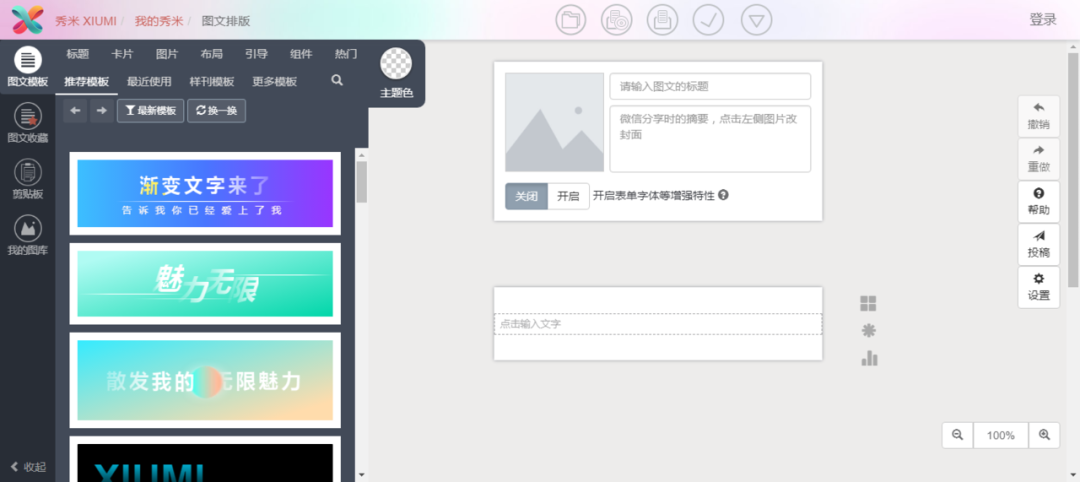 秀米 XIUMI / 我的秀米 / 图文排版
登录
图文模板
图文收藏
剪贴板
我的图库
收起
标题 卡片 图片 布局 引导 组件 热门
推荐模板 最近使用 样刊模板 更多模板
最新模板 换一换
主题色
渐变文字来了
告诉我你已经爱上了我
魅力无限
散发我的 无限魅力
XIUMI
请输入图文的标题
微信分享时的摘要，点击左侧图片改
封面
关闭 开启 开启表单字体等增强特性
点击输入文字
撤销
重做
帮助
投稿
设置
100%